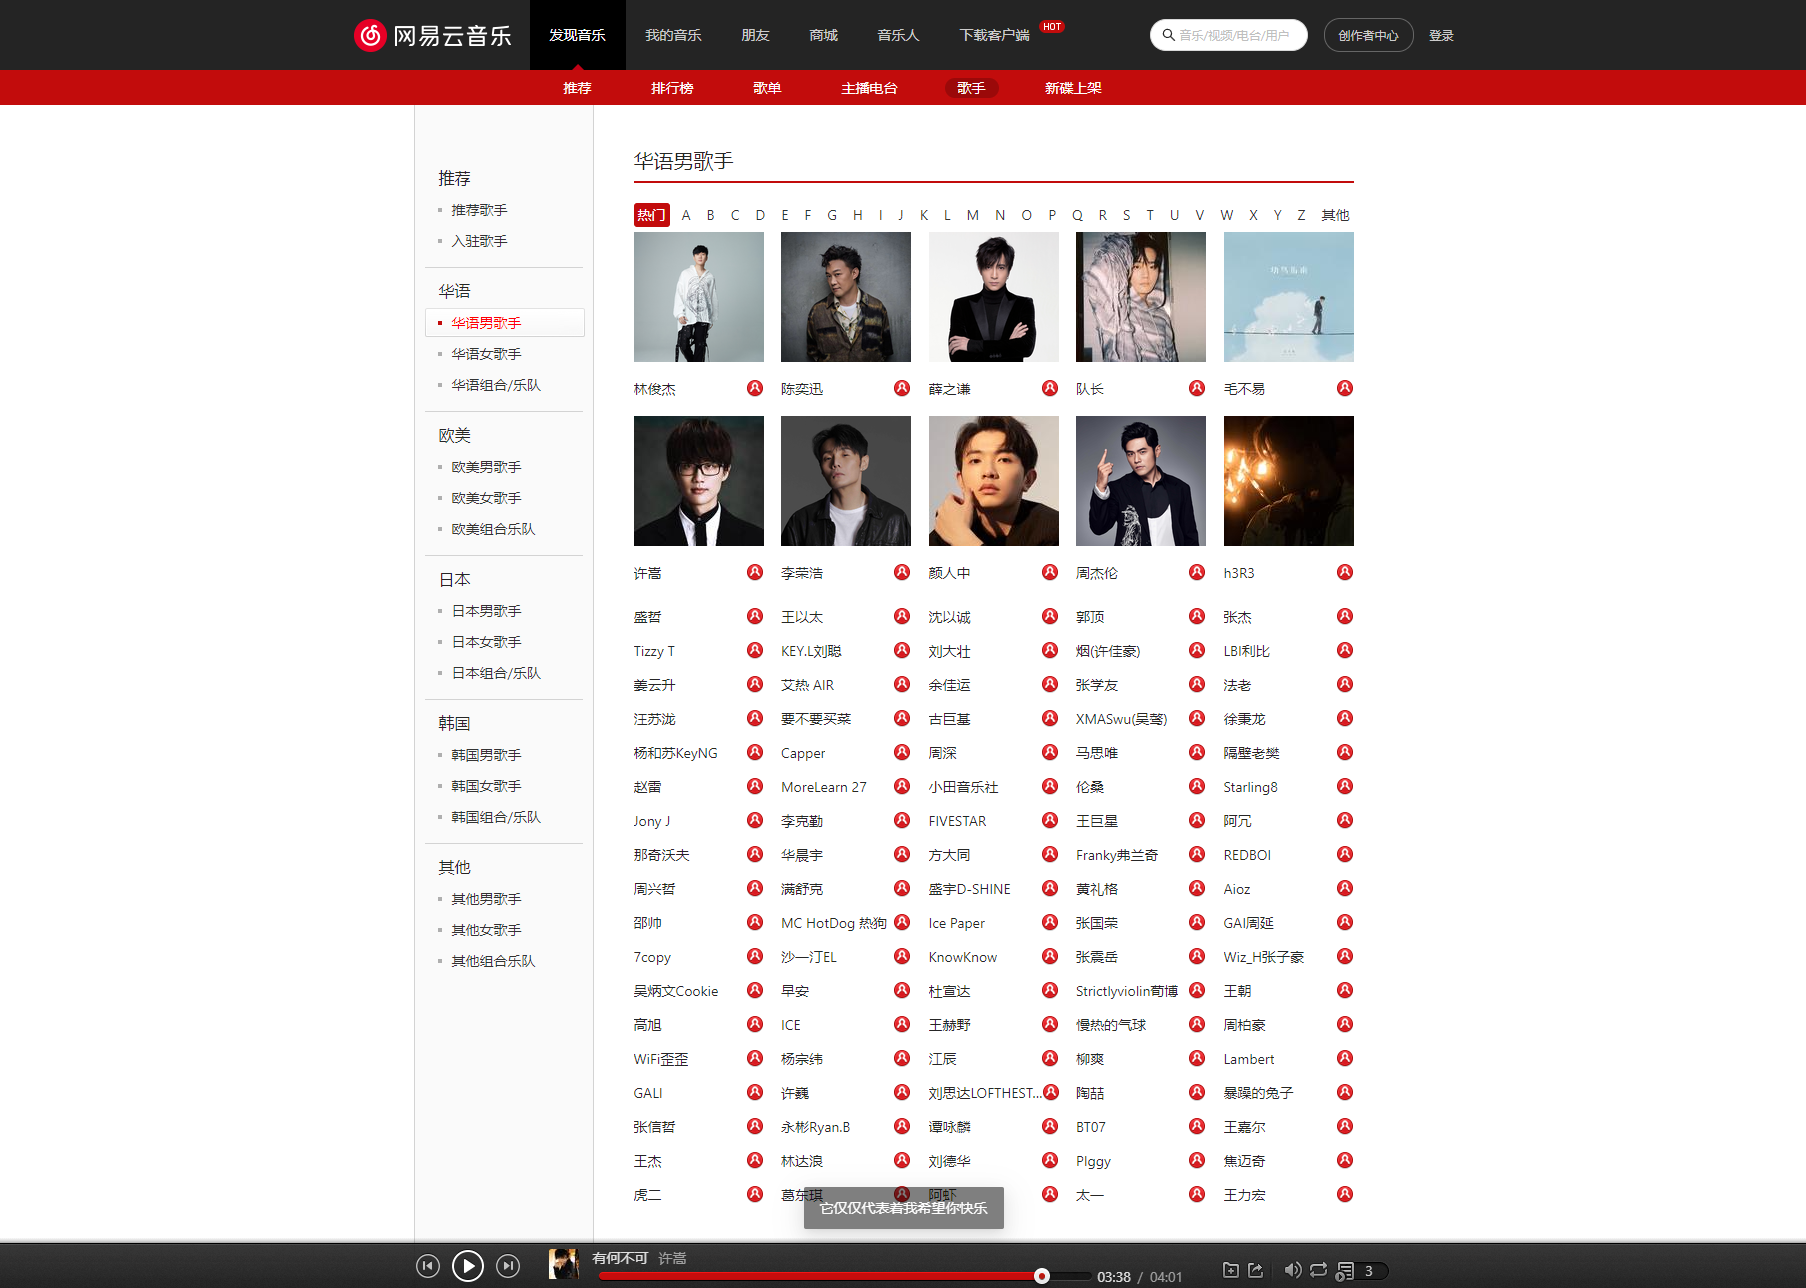 网易云音乐 发现音乐 我的音乐 朋友 商城 音乐人 下载客户端 HOT 音乐/视频/电台/用户 创作者中心 登录
推荐 排行榜 歌单 主播电台 歌手 新碟上架
推荐
推荐歌手
入驻歌手
华语
华语男歌手
华语女歌手
华语组合/乐队
欧美
欧美男歌手
欧美女歌手
欧美组合乐队
日本
日本男歌手
日本女歌手
日本组合/乐队
韩国
韩国男歌手
韩国女歌手
韩国组合/乐队
其他
其他男歌手
其他女歌手
其他组合乐队
华语男歌手
热门 A B C D E F G H I J K L M N O P Q R S T U V W X Y Z 其他
林俊杰 陈奕迅 薛之谦 队长 毛不易
许嵩 李荣浩 颜人中 周杰伦 h3R3
盛哲 王以太 沈以诚 郭顶 张杰
Tizzy T KEY.L刘聪 刘大壮 烟(许佳豪) LBI利比
姜云升 艾热 AIR 余佳运 张学友 法老
汪苏泷 要不要买菜 古巨基 XMASwu(吴骜) 徐秉龙
杨和苏KeyNG Capper 周深 马思唯 隔壁老樊
赵雷 MoreLearn 27 小田音乐社 伦桑 Starling8
Jony J 李克勤 FIVESTAR 王巨星 阿冗
那奇沃夫 华晨宇 方大同 Franky弗兰奇 REDBOI
周兴哲 满舒克 盛宇D-SHINE 黄礼格 Aioz
邵帅 MC HotDog 热狗 Ice Paper 张国荣 GAI周延
7copy 沙一汀EL KnowKnow 张震岳 Wiz_H张子豪
吴炳文Cookie 早安 杜宣达 Strictlyviolin荀博 王朝
高旭 ICE 王赫野 慢热的气球 周柏豪
WiFi歪歪 杨宗纬 江辰 柳爽 Lambert
GALI 许巍 刘思达LOFTHEST... 陶喆 暴躁的兔子
张信哲 永彬Ryan.B 谭咏麟 BT07 王嘉尔
王杰 林达浪 刘德华 PIggy 焦迈奇
虎二 葛东琪 阿虾 太一 王力宏
它仅仅代表着我希望你快乐
有何不可 许嵩
03:38 / 04:01
3